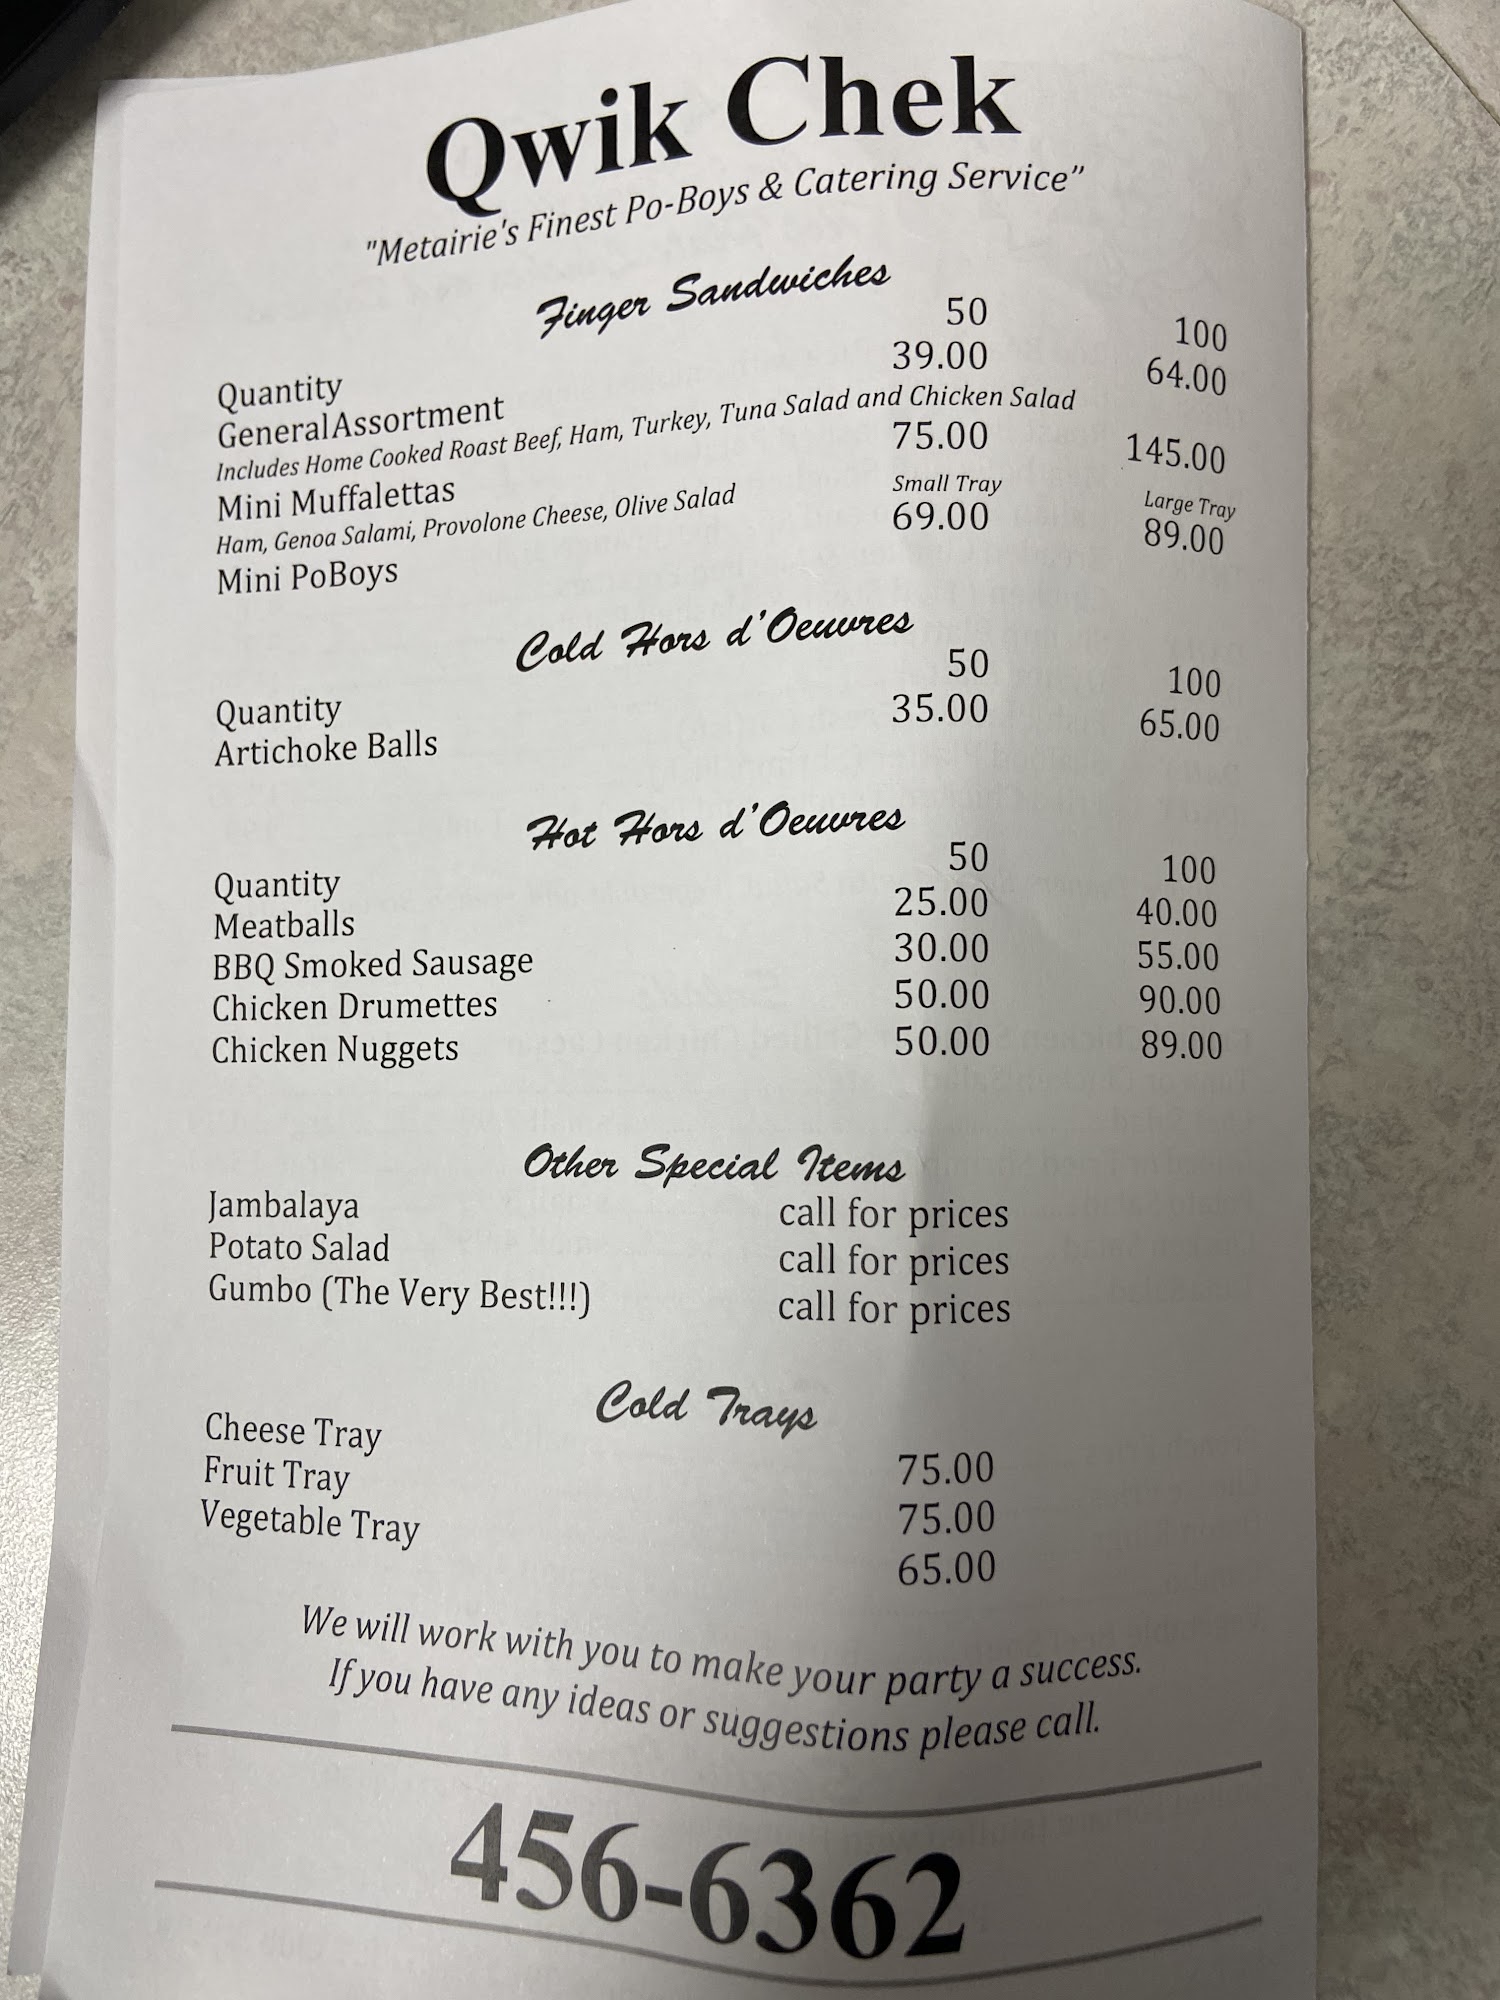 Qwik Chek
"Metairie's Finest Po-Boys & Catering Service"
Finger Sandwiches
Quantity 50 100
GeneralAssortment 39.00 64.00
Includes Home Cooked Roast Beef, Ham, Turkey, Tuna Salad and Chicken Salad
Mini Muffalettas 75.00 145.00
Ham, Genoa Salami, Provolone Cheese, Olive Salad Small Tray Large Tray
Mini PoBoys 69.00 89.00
Cold Hors d'Oeuvres
Quantity 50 100
Artichoke Balls 35.00 65.00
Hot Hors d'Oeuvres
Quantity 50 100
Meatballs 25.00 40.00
BBQ Smoked Sausage 30.00 55.00
Chicken Drumettes 50.00 90.00
Chicken Nuggets 50.00 89.00
Other Special Items
Jambalaya call for prices
Potato Salad call for prices
Gumbo (The Very Best!!!) call for prices
Cold Trays
Cheese Tray 75.00
Fruit Tray 75.00
Vegetable Tray 65.00
We will work with you to make your party a success.
If you have any ideas or suggestions please call.
456-6362